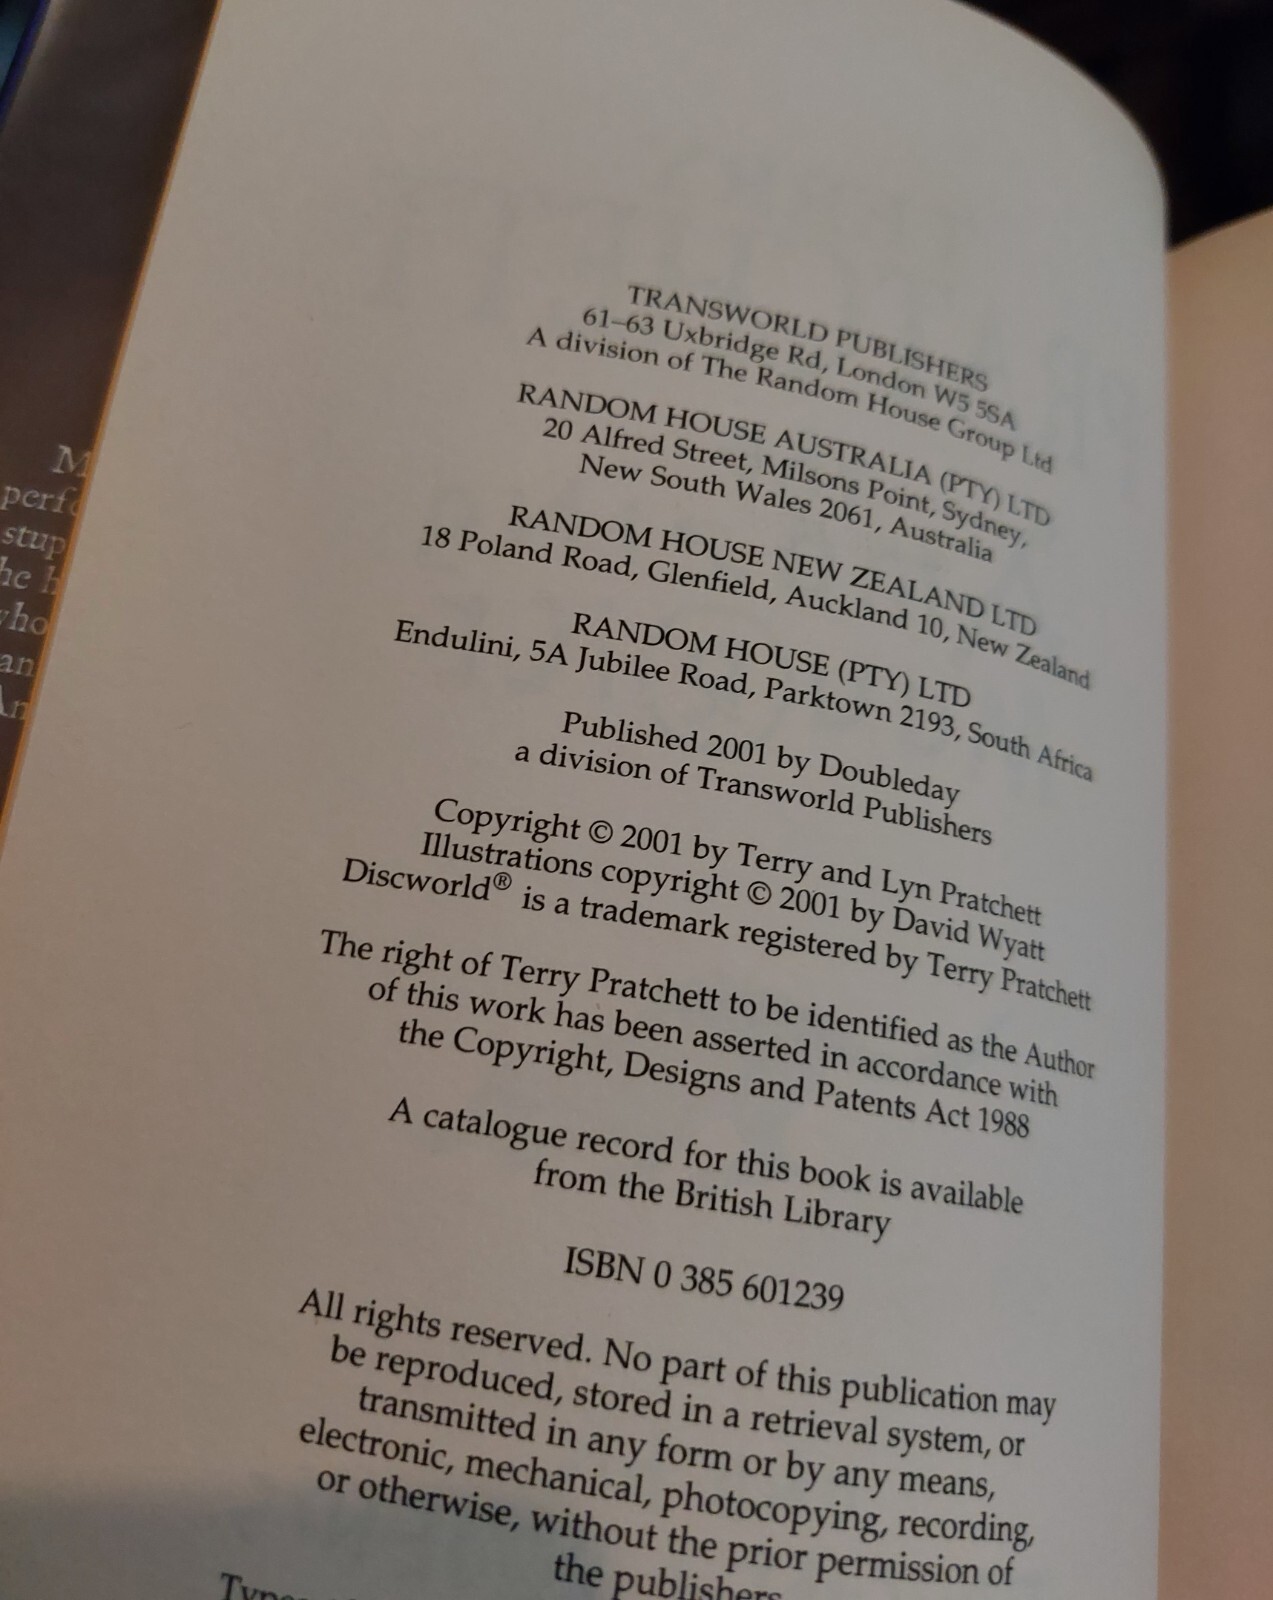 TRANSWORLD PUBLISHERS
61–63 Uxbridge Rd, London W5 5SA
A division of The Random House Group Ltd
RANDOM HOUSE AUSTRALIA (PTY) LTD
20 Alfred Street, Milsons Point, Sydney,
New South Wales 2061, Australia
RANDOM HOUSE NEW ZEALAND LTD
18 Poland Road, Glenfield, Auckland 10, New Zealand
RANDOM HOUSE (PTY) LTD
Endulini, 5A Jubilee Road, Parktown 2193, South Africa
Published 2001 by Doubleday
a division of Transworld Publishers
Copyright © 2001 by Terry and Lyn Pratchett
Illustrations copyright © 2001 by David Wyatt
Discworld® is a trademark registered by Terry Pratchett
The right of Terry Pratchett to be identified as the Author
of this work has been asserted in accordance with
the Copyright, Designs and Patents Act 1988
A catalogue record for this book is available
from the British Library
ISBN 0 385 601239
All rights reserved. No part of this publication may
be reproduced, stored in a retrieval system, or
transmitted in any form or by any means,
electronic, mechanical, photocopying, recording,
or otherwise, without the prior permission of
the publishers